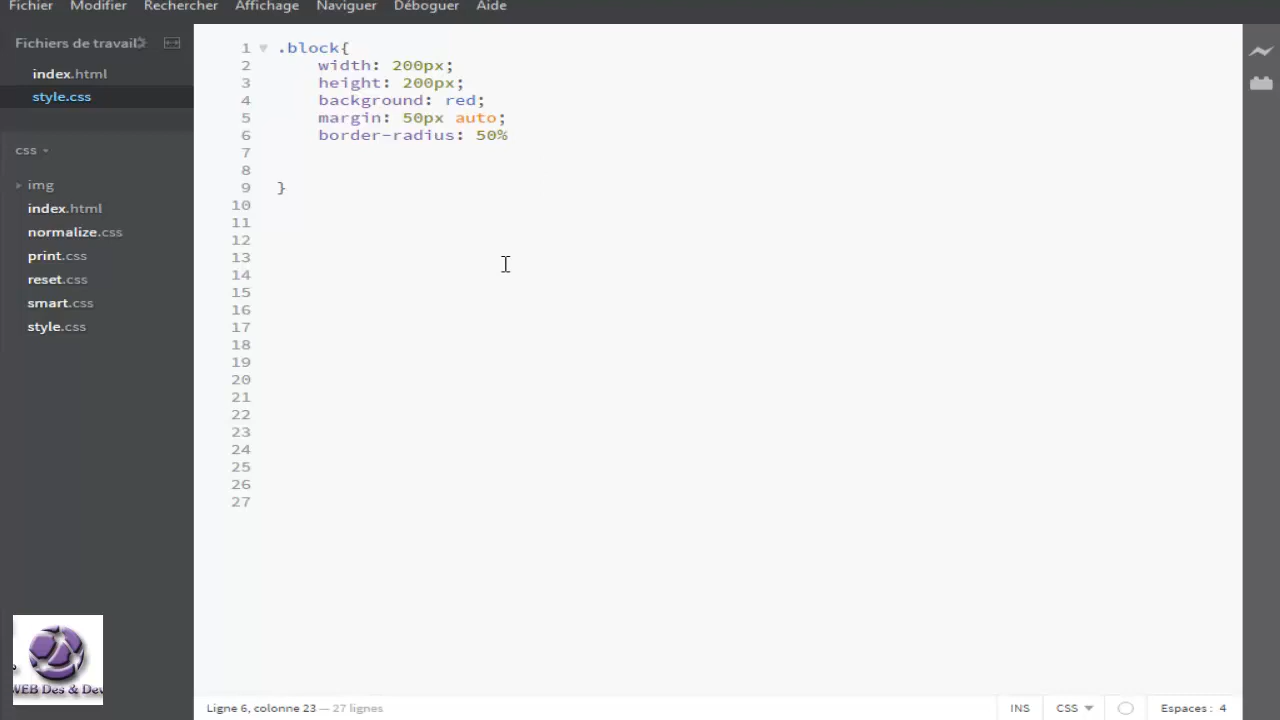 Fichier Modifier Rechercher Affichage Naviguer Déboguer Aide
Fichiers de travail
index.html
style.css
css
img
index.html
normalize.css
print.css
reset.css
smart.css
style.css
1 .block{
2 width: 200px;
3 height: 200px;
4 background: red;
5 margin: 50px auto;
6 border-radius: 50%
7
8
9 }
10
11
12
13
14
15
16
17
18
19
20
21
22
23
24
25
26
27
WEB Des & Dev
Ligne 6, colonne 23 — 27 lignes INS CSS Espaces : 4